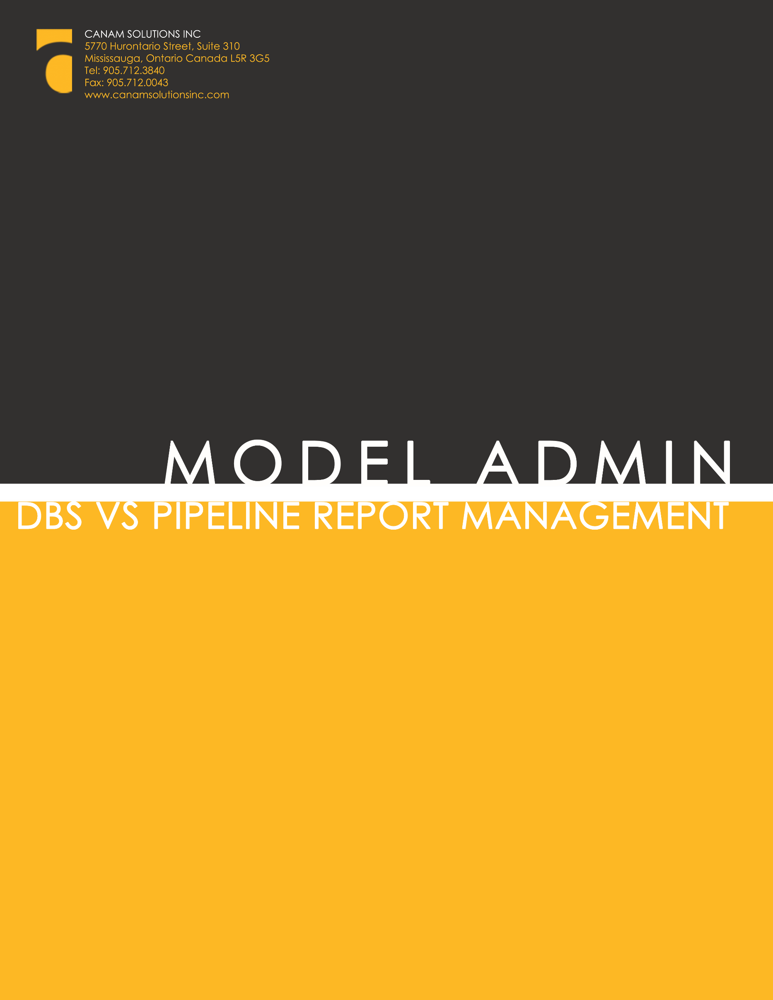 CANAM SOLUTIONS INC
5770 Hurontario Street, Suite 310
Mississauga, Ontario Canada L5R 3G5
Tel: 905.712.3840
Fax: 905.712.0043
www.canamsolutionsinc.com
MODEL ADMIN
DBS VS PIPELINE REPORT MANAGEMENT